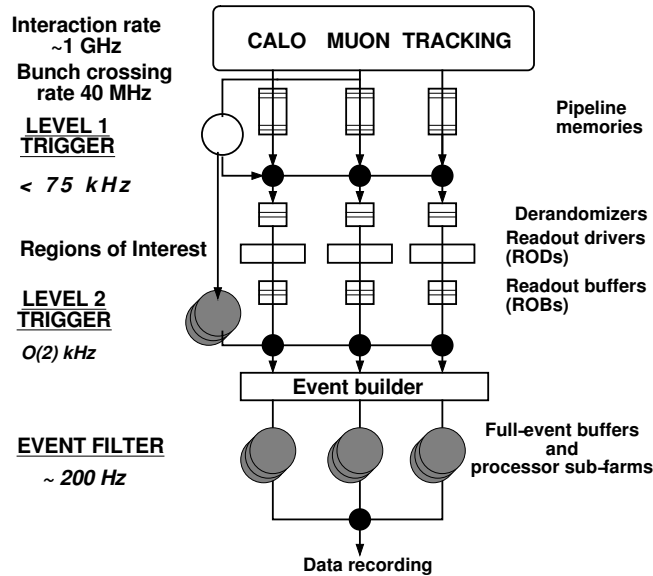 Interaction rate
~1 GHz
CALO MUON TRACKING
Bunch crossing
rate 40 MHz
Pipeline
memories
LEVEL 1
TRIGGER
< 75 kHz
Derandomizers
Regions of Interest
Readout drivers
(RODs)
Readout buffers
(ROBs)
LEVEL 2
TRIGGER
O(2) kHz
Event builder
EVENT FILTER
~ 200 Hz
Full-event buffers
and
processor sub-farms
Data recording